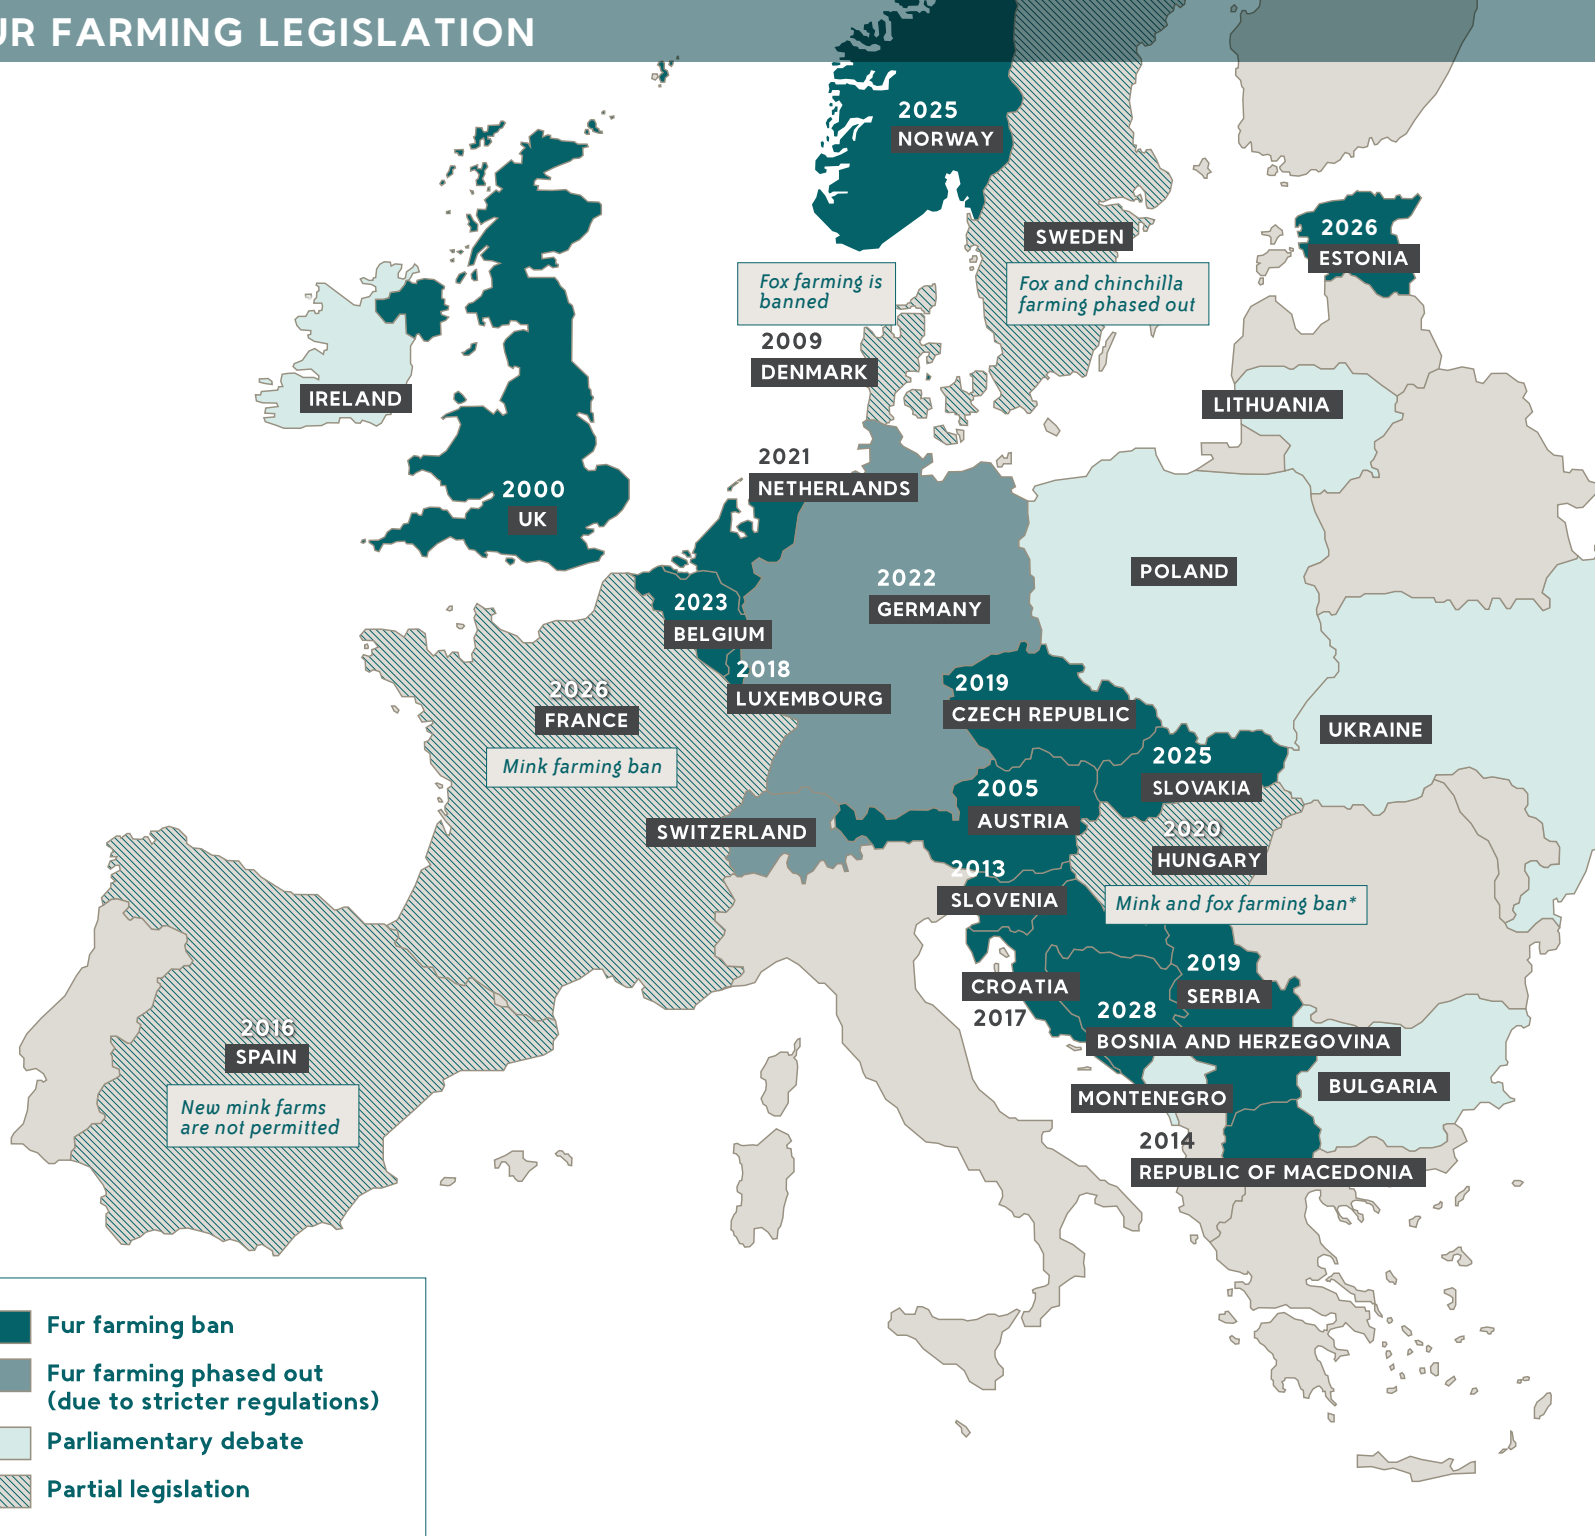 UR FARMING LEGISLATION
2025
NORWAY
SWEDEN
Fox and chinchilla
farming phased out
2026
ESTONIA
Fox farming is
banned
2009
DENMARK
IRELAND
LITHUANIA
2021
NETHERLANDS
2000
UK
POLAND
2022
GERMANY
2023
BELGIUM
2018
LUXEMBOURG
2026
FRANCE
Mink farming ban
2019
CZECH REPUBLIC
UKRAINE
2025
SLOVAKIA
2005
AUSTRIA
SWITZERLAND
2020
HUNGARY
Mink and fox farming ban*
2013
SLOVENIA
CROATIA
2017
2019
SERBIA
2028
BOSNIA AND HERZEGOVINA
2016
SPAIN
New mink farms
are not permitted
MONTENEGRO
BULGARIA
2014
REPUBLIC OF MACEDONIA
Fur farming ban
Fur farming phased out
(due to stricter regulations)
Parliamentary debate
Partial legislation